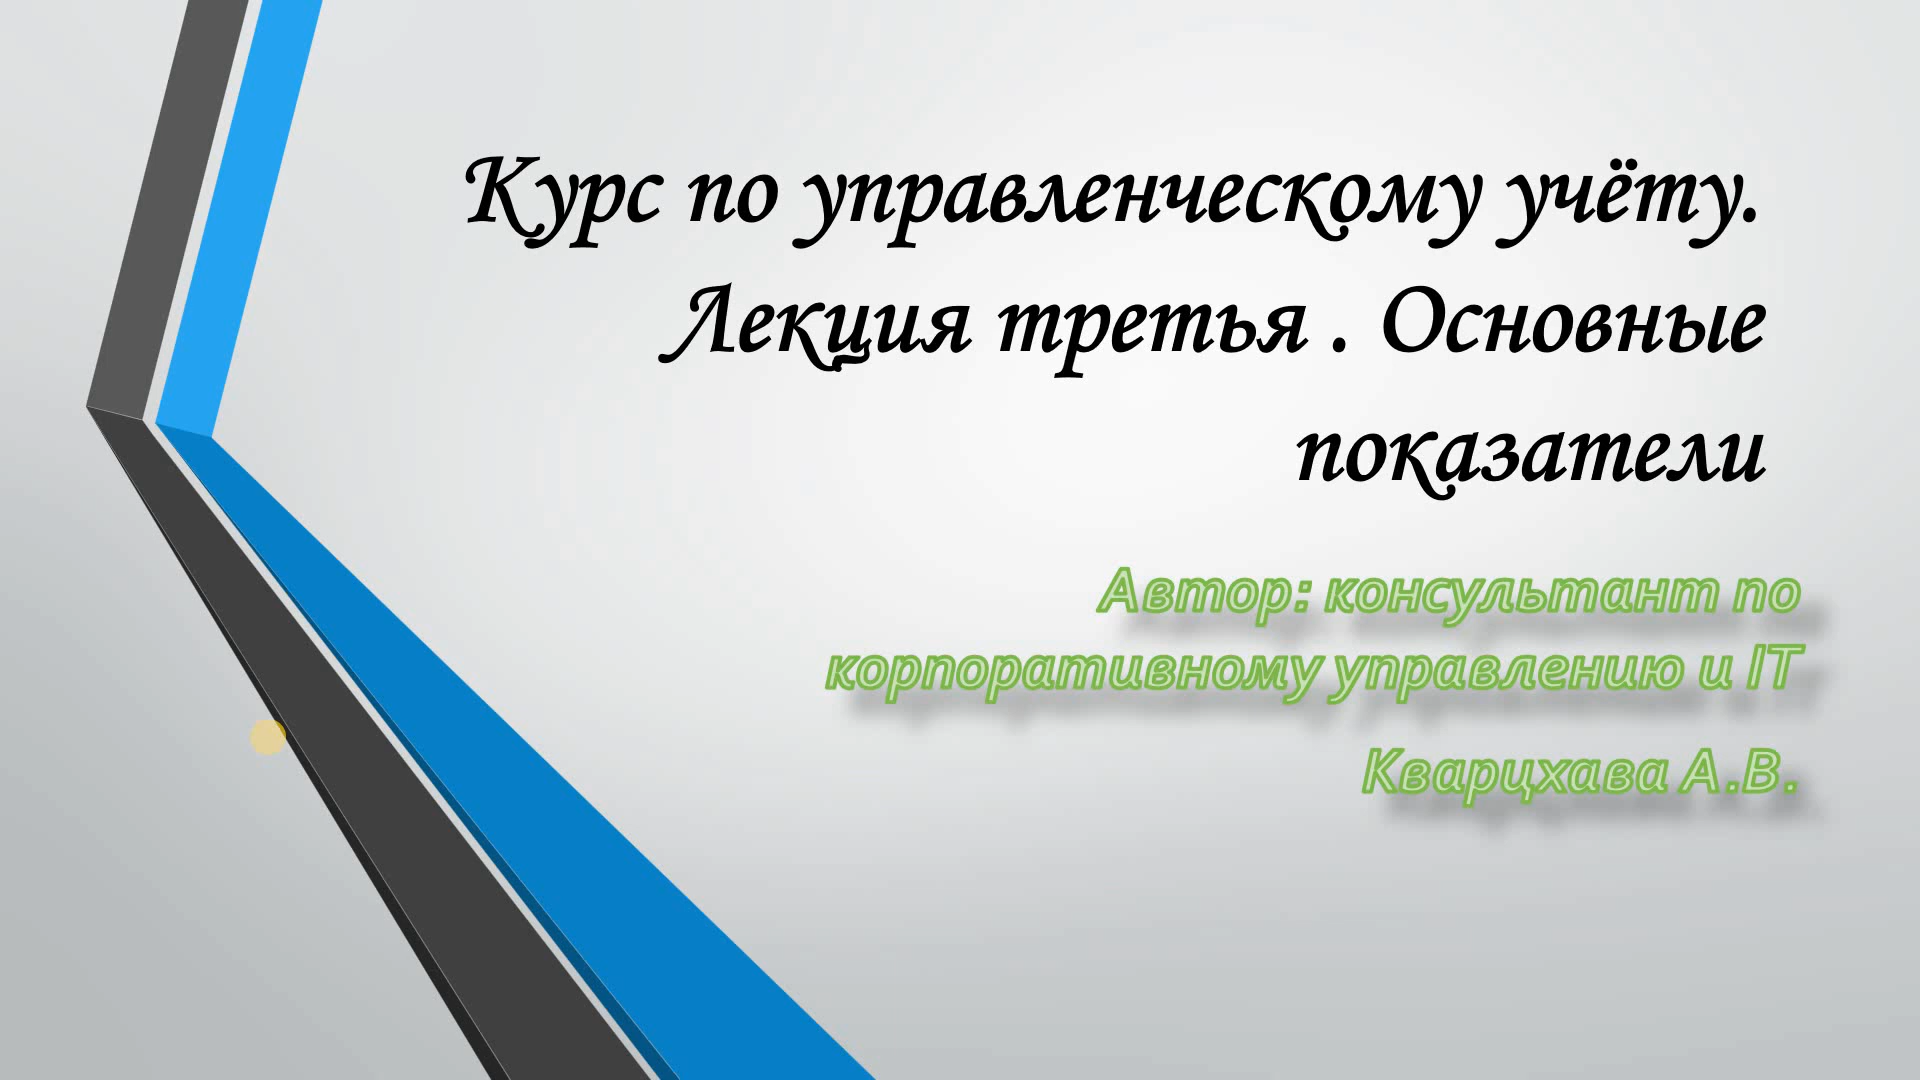 Курс по управленческому учёту.
Лекция третья . Основные
показатели
Автор: консультант по
корпоративному управлению и IT
Кварцхава А.В.